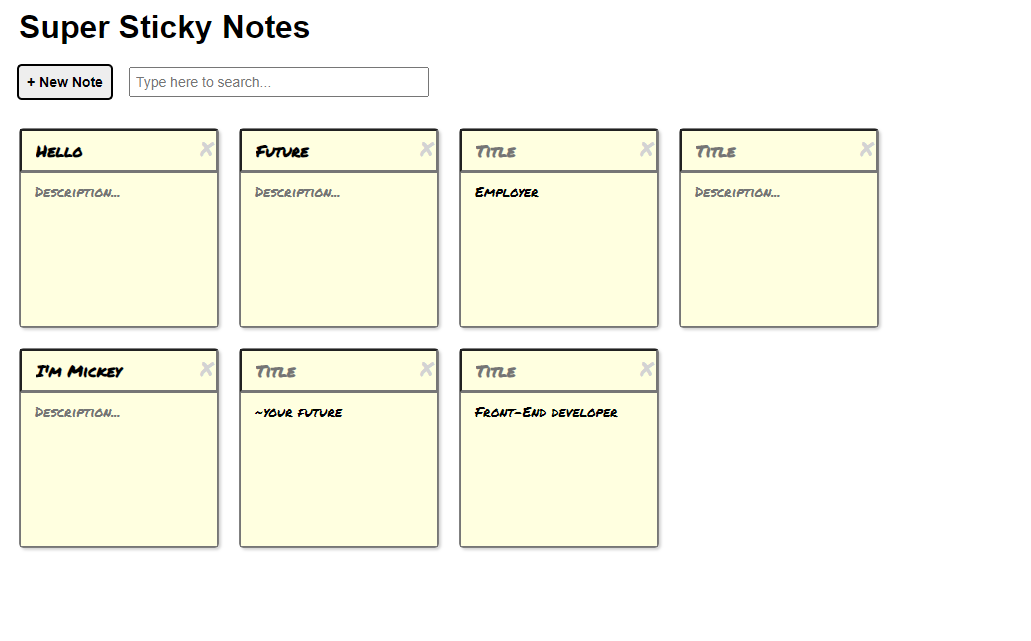 Super Sticky Notes
+ New Note
Type here to search...
Hello
x
Description...
Future
x
Description...
Title
x
Employer
Title
x
Description...
I'm Mickey
x
Description...
Title
x
~your future
Title
x
Front-End developer